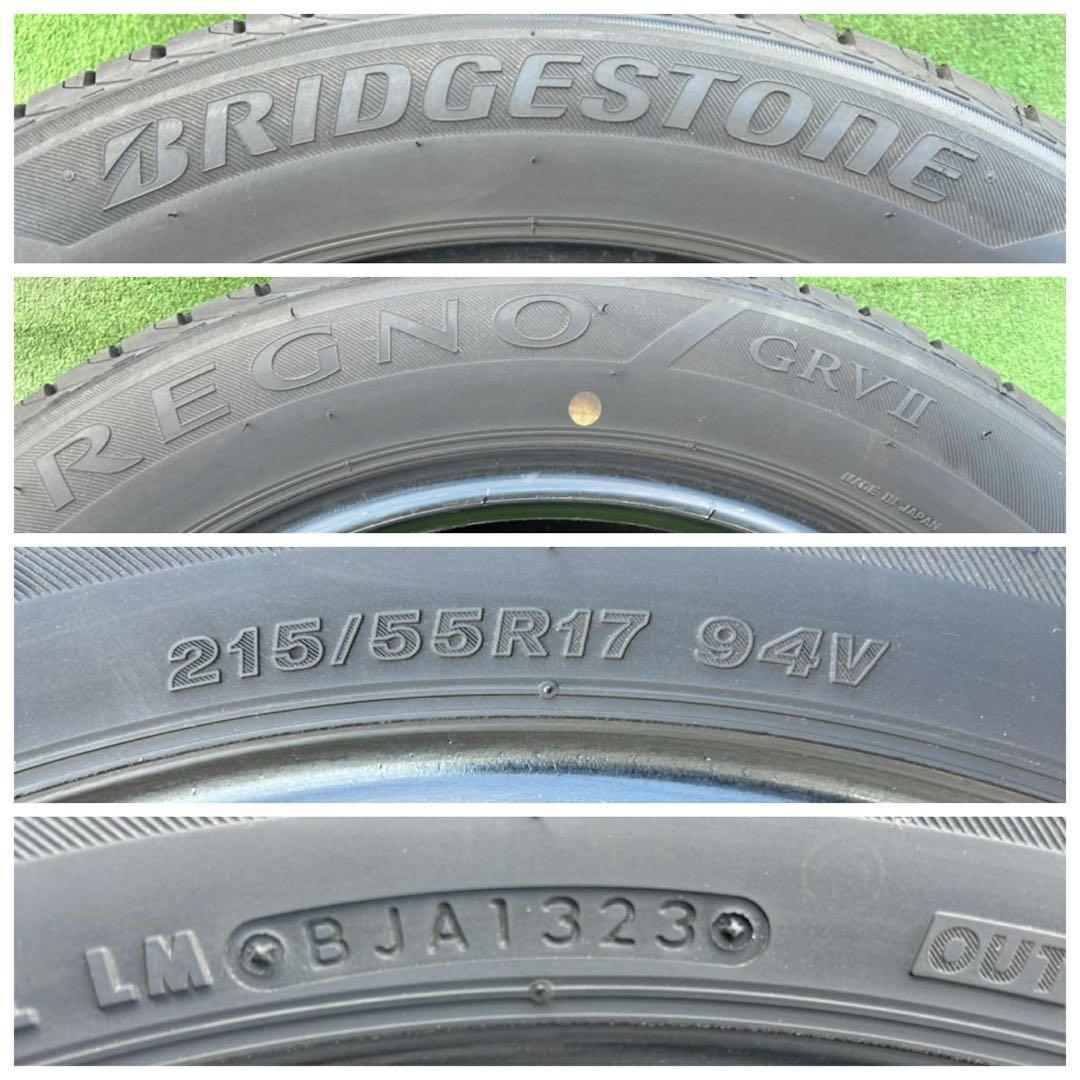 BRIDGESTONE
REGNO GRVII
MADE IN JAPAN
215/55R17 94V
LM BJA1323 OUT